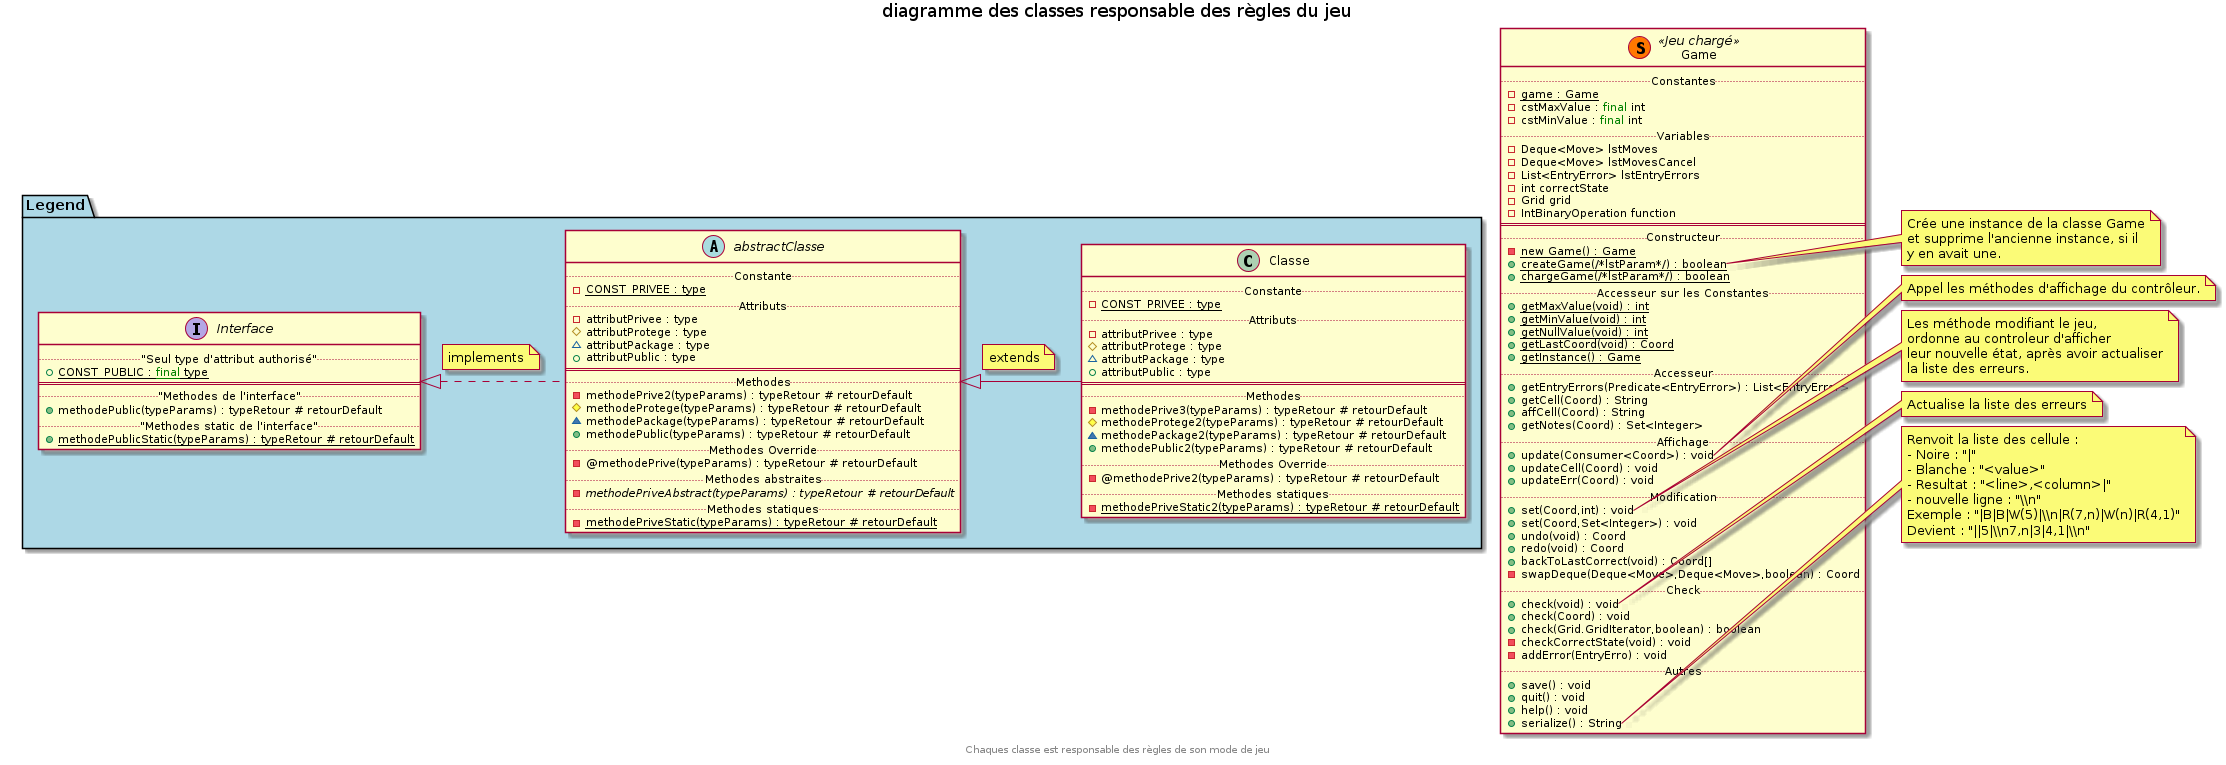 diagramme des classes responsable des règles du jeu
Legend
Interface
"Seul type d'attribut authorisé"
CONST_PUBLIC : final type
"Methodes de l'interface"
methodePublic(typeParams) : typeRetour # retourDefault
"Methodes static de l'interface"
methodePublicStatic(typeParams) : typeRetour # retourDefault
implements
abstractClasse
Constante
CONST_PRIVEE : type
Attributs
attributPrivee : type
attributProtege : type
attributPackage : type
attributPublic : type
Methodes
methodePrive2(typeParams) : typeRetour # retourDefault
methodeProtege(typeParams) : typeRetour # retourDefault
methodePackage(typeParams) : typeRetour # retourDefault
methodePublic(typeParams) : typeRetour # retourDefault
Methodes Override
@methodePrive(typeParams) : typeRetour # retourDefault
Methodes abstraites
methodePriveAbstract(typeParams) : typeRetour # retourDefault
Methodes statiques
methodePriveStatic(typeParams) : typeRetour # retourDefault
extends
Classe
Constante
CONST_PRIVEE : type
Attributs
attributPrivee : type
attributProtege : type
attributPackage : type
attributPublic : type
Methodes
methodePrive3(typeParams) : typeRetour # retourDefault
methodeProtege2(typeParams) : typeRetour # retourDefault
methodePackage2(typeParams) : typeRetour # retourDefault
methodePublic2(typeParams) : typeRetour # retourDefault
Methodes Override
@methodePrive2(typeParams) : typeRetour # retourDefault
Methodes statiques
methodePriveStatic2(typeParams) : typeRetour # retourDefault
«Jeu chargé»
Game
Constantes
game : Game
cstMaxValue : final int
cstMinValue : final int
Variables
Deque<Move> lstMoves
Deque<Move> lstMovesCancel
List<EntryError> lstEntryErrors
int correctState
Grid grid
IntBinaryOperation function
Constructeur
new Game() : Game
createGame(/*lstParam*/) : boolean
chargeGame(/*lstParam*/) : boolean
Accesseur sur les Constantes
getMaxValue(void) : int
getMinValue(void) : int
getNullValue(void) : int
getLastCoord(void) : Coord
getInstance() : Game
Accesseur
getEntryErrors(Predicate<EntryError>) : List<EntryError>
getCell(Coord) : String
affCell(Coord) : String
getNotes(Coord) : Set<Integer>
Affichage
update(Consumer<Coord>) : void
updateCell(Coord) : void
updateErr(Coord) : void
Modification
set(Coord,int) : void
set(Coord,Set<Integer>) : void
undo(void) : Coord
redo(void) : Coord
backToLastCorrect(void) : Coord[]
swapDeque(Deque<Move>,Deque<Move>,boolean) : Coord
Check
check(void) : void
check(Coord) : void
check(Grid.GridIterator,boolean) : boolean
checkCorrectState(void) : void
addError(EntryErro) : void
Autres
save() : void
quit() : void
help() : void
serialize() : String
Crée une instance de la classe Game
et supprime l'ancienne instance, si il
y en avait une.
Appel les méthodes d'affichage du contrôleur.
Les méthode modifiant le jeu,
ordonne au controleur d'afficher
leur nouvelle état, après avoir actualiser
la liste des erreurs.
Actualise la liste des erreurs
Renvoit la liste des cellule :
- Noire : "|"
- Blanche : "<value>"
- Resultat : "<line>,<column>|"
- nouvelle ligne : "\\n"
Exemple : "|B|B|W(5)|\\n|R(7,n)|W(n)|R(4,1)"
Devient : "||5|\\n7,n|3|4,1|\\n"
Chaques classe est responsable des règles de son mode de jeu